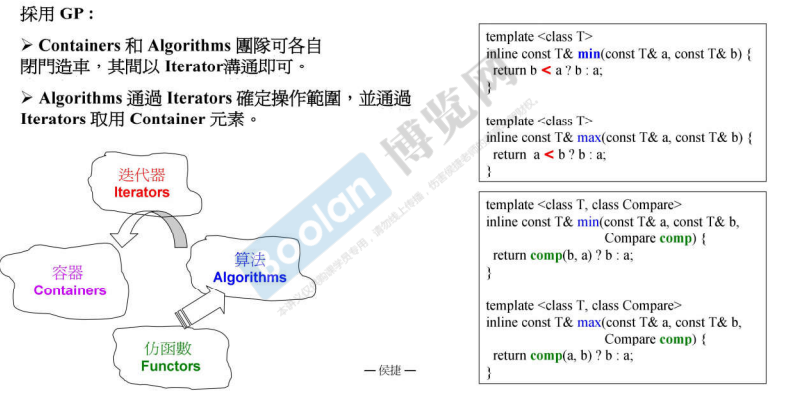 採用 GP :
➤ Containers 和 Algorithms 團隊可各自
閉門造車，其間以 Iterator溝通即可。
➤ Algorithms 通過 Iterators 確定操作範圍，並通過
Iterators 取用 Container 元素。
迭代器
Iterators
容器
Containers
算法
Algorithms
仿函數
Functors
— 侯捷 —
Boolan 博览网
template <class T>
inline const T& min(const T& a, const T& b) {
return b < a ? b : a;
}
template <class T>
inline const T& max(const T& a, const T& b) {
return a < b ? b : a;
}
template <class T, class Compare>
inline const T& min(const T& a, const T& b,
Compare comp) {
return comp(b, a) ? b : a;
}
template <class T, class Compare>
inline const T& max(const T& a, const T& b,
Compare comp) {
return comp(a, b) ? b : a;
}